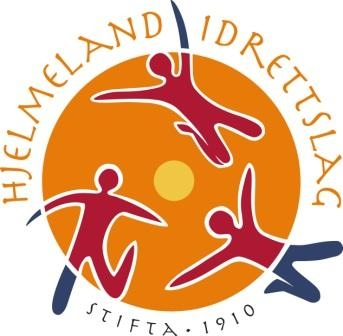 HJELMELAND IDRETTSLAG
STIFTA · 1910